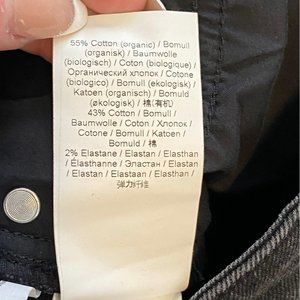 55% Cotton (organic) / Bomull
(organisk) / Baumwolle
(biologisch) / Coton (biologique) /
Органический хлопок / Cotone
(biologico) / Bomull (ekologisk) /
Katoen (organisch) / Bomuld
(økologisk) / 棉(有机)
43% Cotton / Bomull /
Baumwolle / Coton / Хлопок /
Cotone / Bomull / Katoen /
Bomuld / 棉
2% Elastane / Elastan / Elasthan
/ Élasthanne / Эластан / Elastan /
Elastan / Elastaan / Elasthan /
弹力纤维